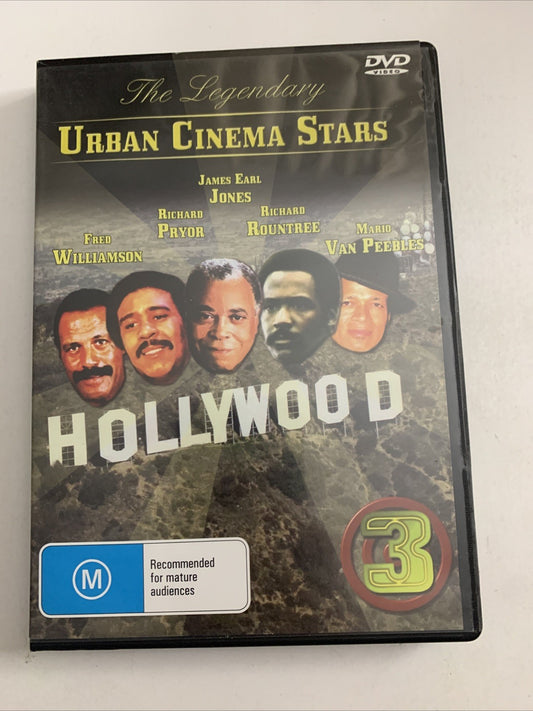 DVD
VIDEO
The Legendary
URBAN CINEMA STARS
JAMES EARL
JONES
RICHARD
PRYOR
RICHARD
ROUNTREE
FRED
WILLIAMSON
MARIO
VAN PEEBLES
HOLLYWOOD
M
Recommended
for mature
audiences
3